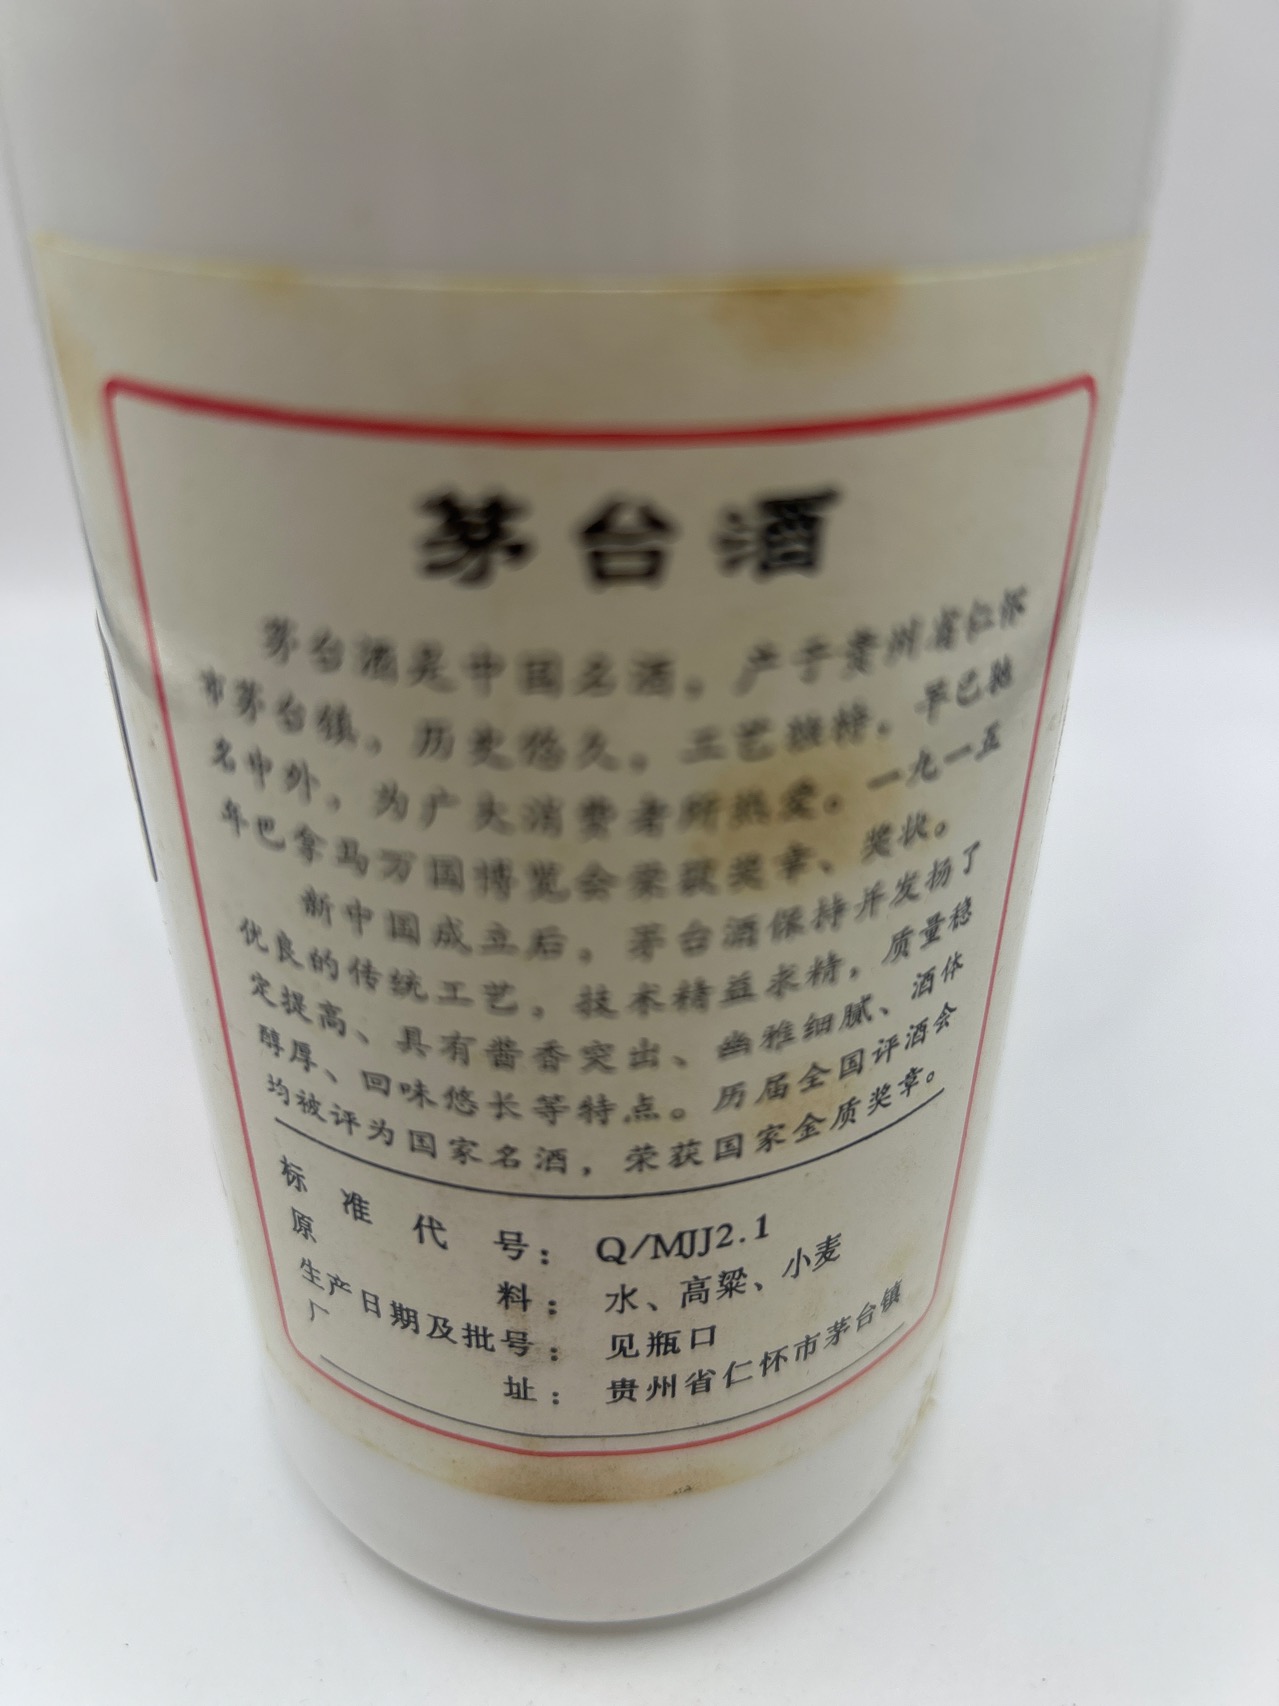 茅台酒
茅台酒是中国名酒，产于贵州省仁怀
市茅台镇，历史悠久，工艺独特，早已驰
名中外，为广大消费者所热爱。一九一五
年巴拿马万国博览会荣获奖章、奖状。
新中国成立后，茅台酒保持并发扬了
优良的传统工艺，技术精益求精，质量稳
定提高、具有酱香突出、幽雅细腻、酒体
醇厚、回味悠长等特点。历届全国评酒会
均被评为国家名酒，荣获国家金质奖章。
标准代号：Q/MJJ2.1
原料：水、高粱、小麦
生产日期及批号：见瓶口
厂址：贵州省仁怀市茅台镇